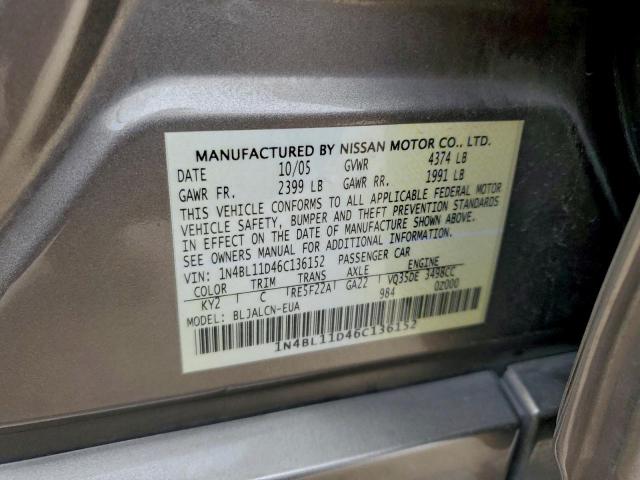 MANUFACTURED BY NISSAN MOTOR CO., LTD.
DATE 10/05 GVWR 4374 LB
GAWR FR. 2399 LB GAWR RR. 1991 LB
THIS VEHICLE CONFORMS TO ALL APPLICABLE FEDERAL MOTOR
VEHICLE SAFETY, BUMPER AND THEFT PREVENTION STANDARDS
IN EFFECT ON THE DATE OF MANUFACTURE SHOWN ABOVE.
SEE OWNERS MANUAL FOR ADDITIONAL INFORMATION.
VIN: 1N4BL11D46C136152 PASSENGER CAR
COLOR TRIM TRANS AXLE ENGINE
KY2 C RE5F22A GA22 VQ35DE 3498CC
MODEL: BLJALCN-EUA 984 0Z000
1N4BL11D46C136152